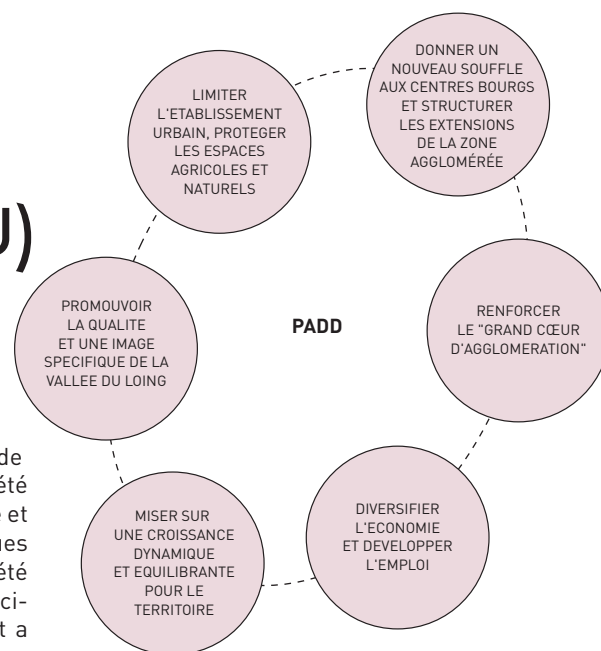 DONNER UN
NOUVEAU SOUFFLE
AUX CENTRES BOURGS
ET STRUCTURER
LES EXTENSIONS
DE LA ZONE
AGGLOMÉRÉE
LIMITER
L'ETABLISSEMENT
URBAIN, PROTEGER
LES ESPACES
AGRICOLES ET
NATURELS
U)
PROMOUVOIR
LA QUALITE
ET UNE IMAGE
SPECIFIQUE DE LA
VALLEE DU LOING
PADD
RENFORCER
LE "GRAND CŒUR
D'AGGLOMERATION"
de
été
et
ues
été
ci-
t a
MISER SUR
UNE CROISSANCE
DYNAMIQUE
ET EQUILIBRANTE
POUR LE
TERRITOIRE
DIVERSIFIER
L'ECONOMIE
ET DEVELOPPER
L'EMPLOI